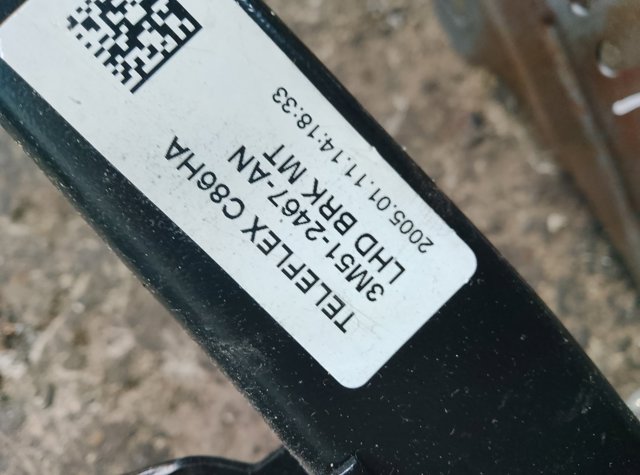 TELEFLEX C86HA
3M51-2467-AN
LHD BRK MT
2005.01.11.14:18:33